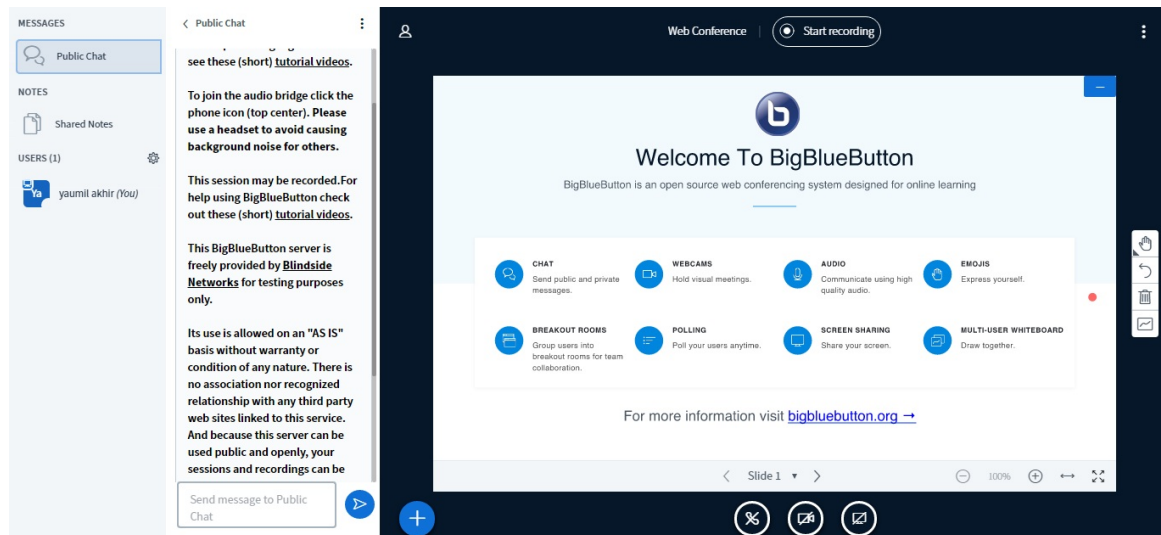 MESSAGES
Public Chat
NOTES
Shared Notes
USERS (1)
Ya
yaumil akhir (You)
Public Chat
see these (short) tutorial videos.
To join the audio bridge click the
phone icon (top center). Please
use a headset to avoid causing
background noise for others.
This session may be recorded.For
help using BigBlueButton check
out these (short) tutorial videos.
This BigBlueButton server is
freely provided by Blindside
Networks for testing purposes
only.
Its use is allowed on an "AS IS"
basis without warranty or
condition of any nature. There is
no association nor recognized
relationship with any third party
web sites linked to this service.
And because this server can be
used public and openly, your
sessions and recordings can be
Send message to Public
Chat
Web Conference
Start recording
b
Welcome To BigBlueButton
BigBlueButton is an open source web conferencing system designed for online learning
CHAT
Send public and private
messages.
WEBCAMS
Hold visual meetings.
AUDIO
Communicate using high
quality audio.
EMOJIS
Express yourself.
BREAKOUT ROOMS
Group users into
breakout rooms for team
collaboration.
POLLING
Poll your users anytime.
SCREEN SHARING
Share your screen.
MULTI-USER WHITEBOARD
Draw together.
For more information visit bigbluebutton.org →
Slide 1
100%